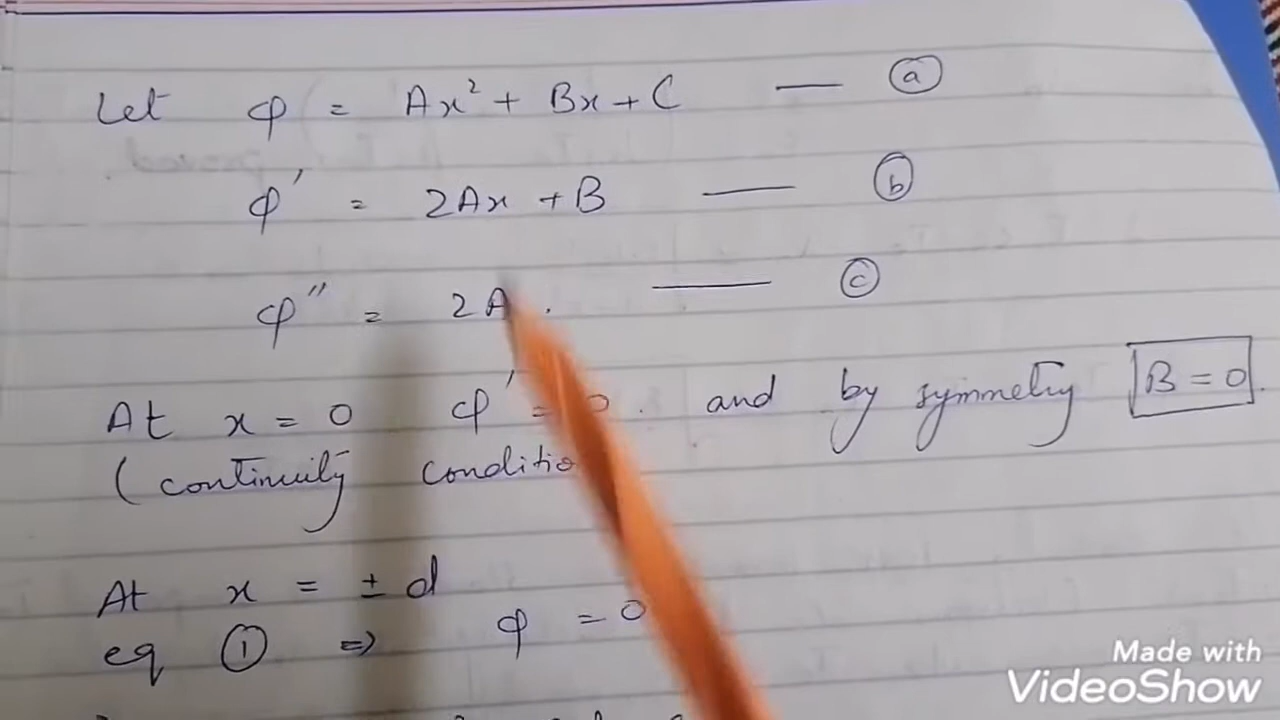 Let φ = Ax² + Bx + C — (a)
φ' = 2Ax + B — (b)
φ'' = 2A. — (c)
At x = 0 φ' = 0. and by symmetry B = 0.
(continuity
At x = ± d
eq (1) ⇒ φ = 0
Made with
VideoShow